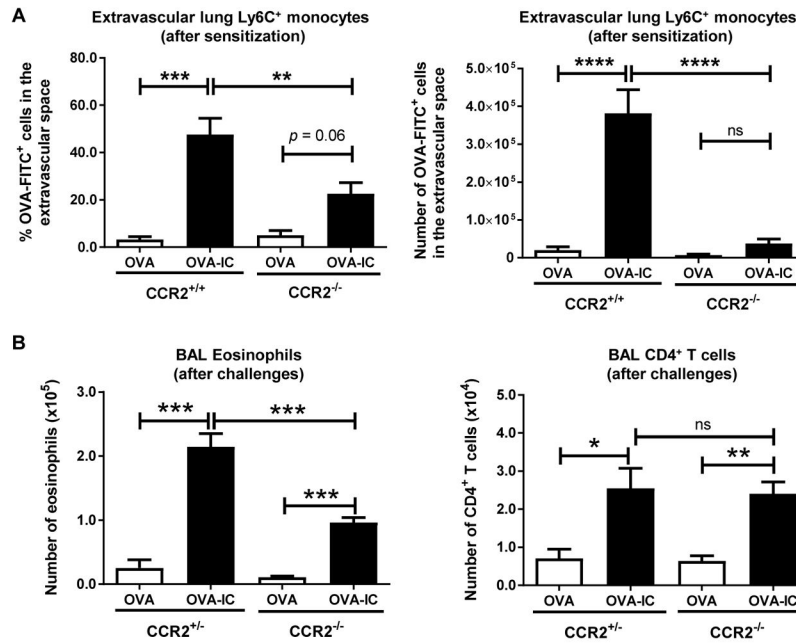 A
Extravascular lung Ly6C⁺ monocytes
(after sensitization)
% OVA-FITC⁺ cells in the
extravascular space
80.0
60.0
40.0
20.0
0.0
***
**
p = 0.06
OVA
OVA-IC
OVA
OVA-IC
CCR2⁺/⁺
CCR2⁻/⁻
Extravascular lung Ly6C⁺ monocytes
(after sensitization)
Number of OVA-FITC⁺ cells
in the extravascular space
5.0×10⁵
4.0×10⁵
3.0×10⁵
2.0×10⁵
1.0×10⁵
0
****
****
ns
OVA
OVA-IC
OVA
OVA-IC
CCR2⁺/⁺
CCR2⁻/⁻
B
BAL Eosinophils
(after challenges)
Number of eosinophils (x10⁵)
3.0
2.0
1.0
0.0
***
***
***
OVA
OVA-IC
OVA
OVA-IC
CCR2⁺/⁻
CCR2⁻/⁻
BAL CD4⁺ T cells
(after challenges)
Number of CD4⁺ T cells (x10⁴)
5.0
4.0
3.0
2.0
1.0
0.0
ns
*
**
OVA
OVA-IC
OVA
OVA-IC
CCR2⁺/⁻
CCR2⁻/⁻